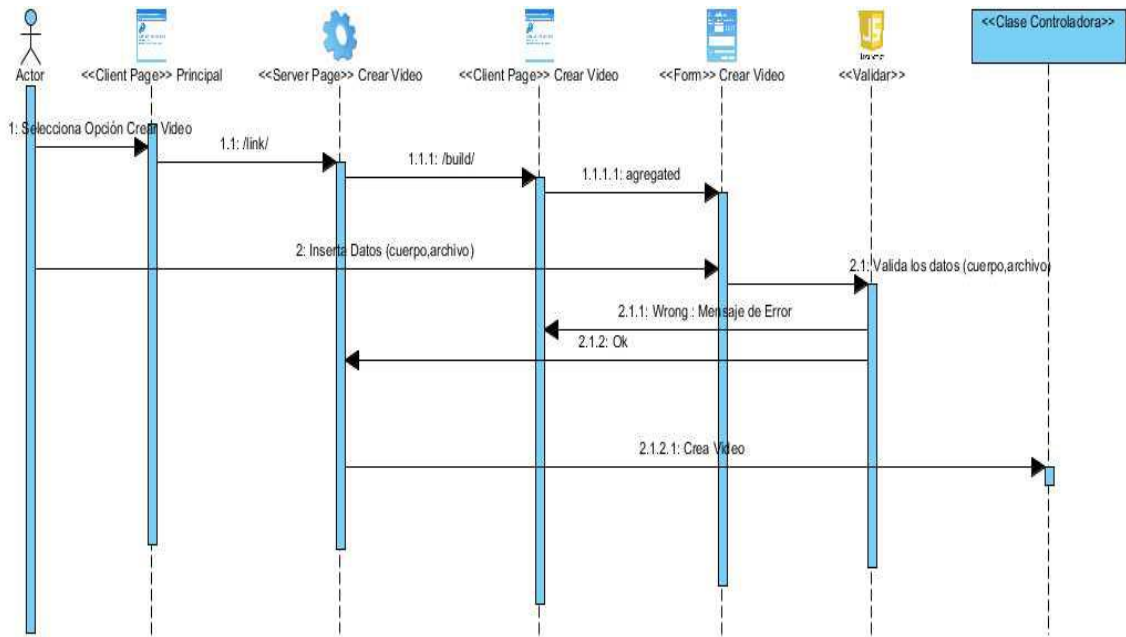 <<Clase Controladora>>
Actor
<<Client Page>> Principal
<<Server Page>> Crear Video
<<Client Page>> Crear Video
<<Form>> Crear Video
<<Validar>>
1: Selecciona Opción Crear Video
1.1: /link/
1.1.1: /build/
1.1.1.1: agregated
2: Inserta Datos (cuerpo,archivo)
2.1: Valida los datos (cuerpo,archivo)
2.1.1: Wrong : Mensaje de Error
2.1.2: Ok
2.1.2.1: Crea Video